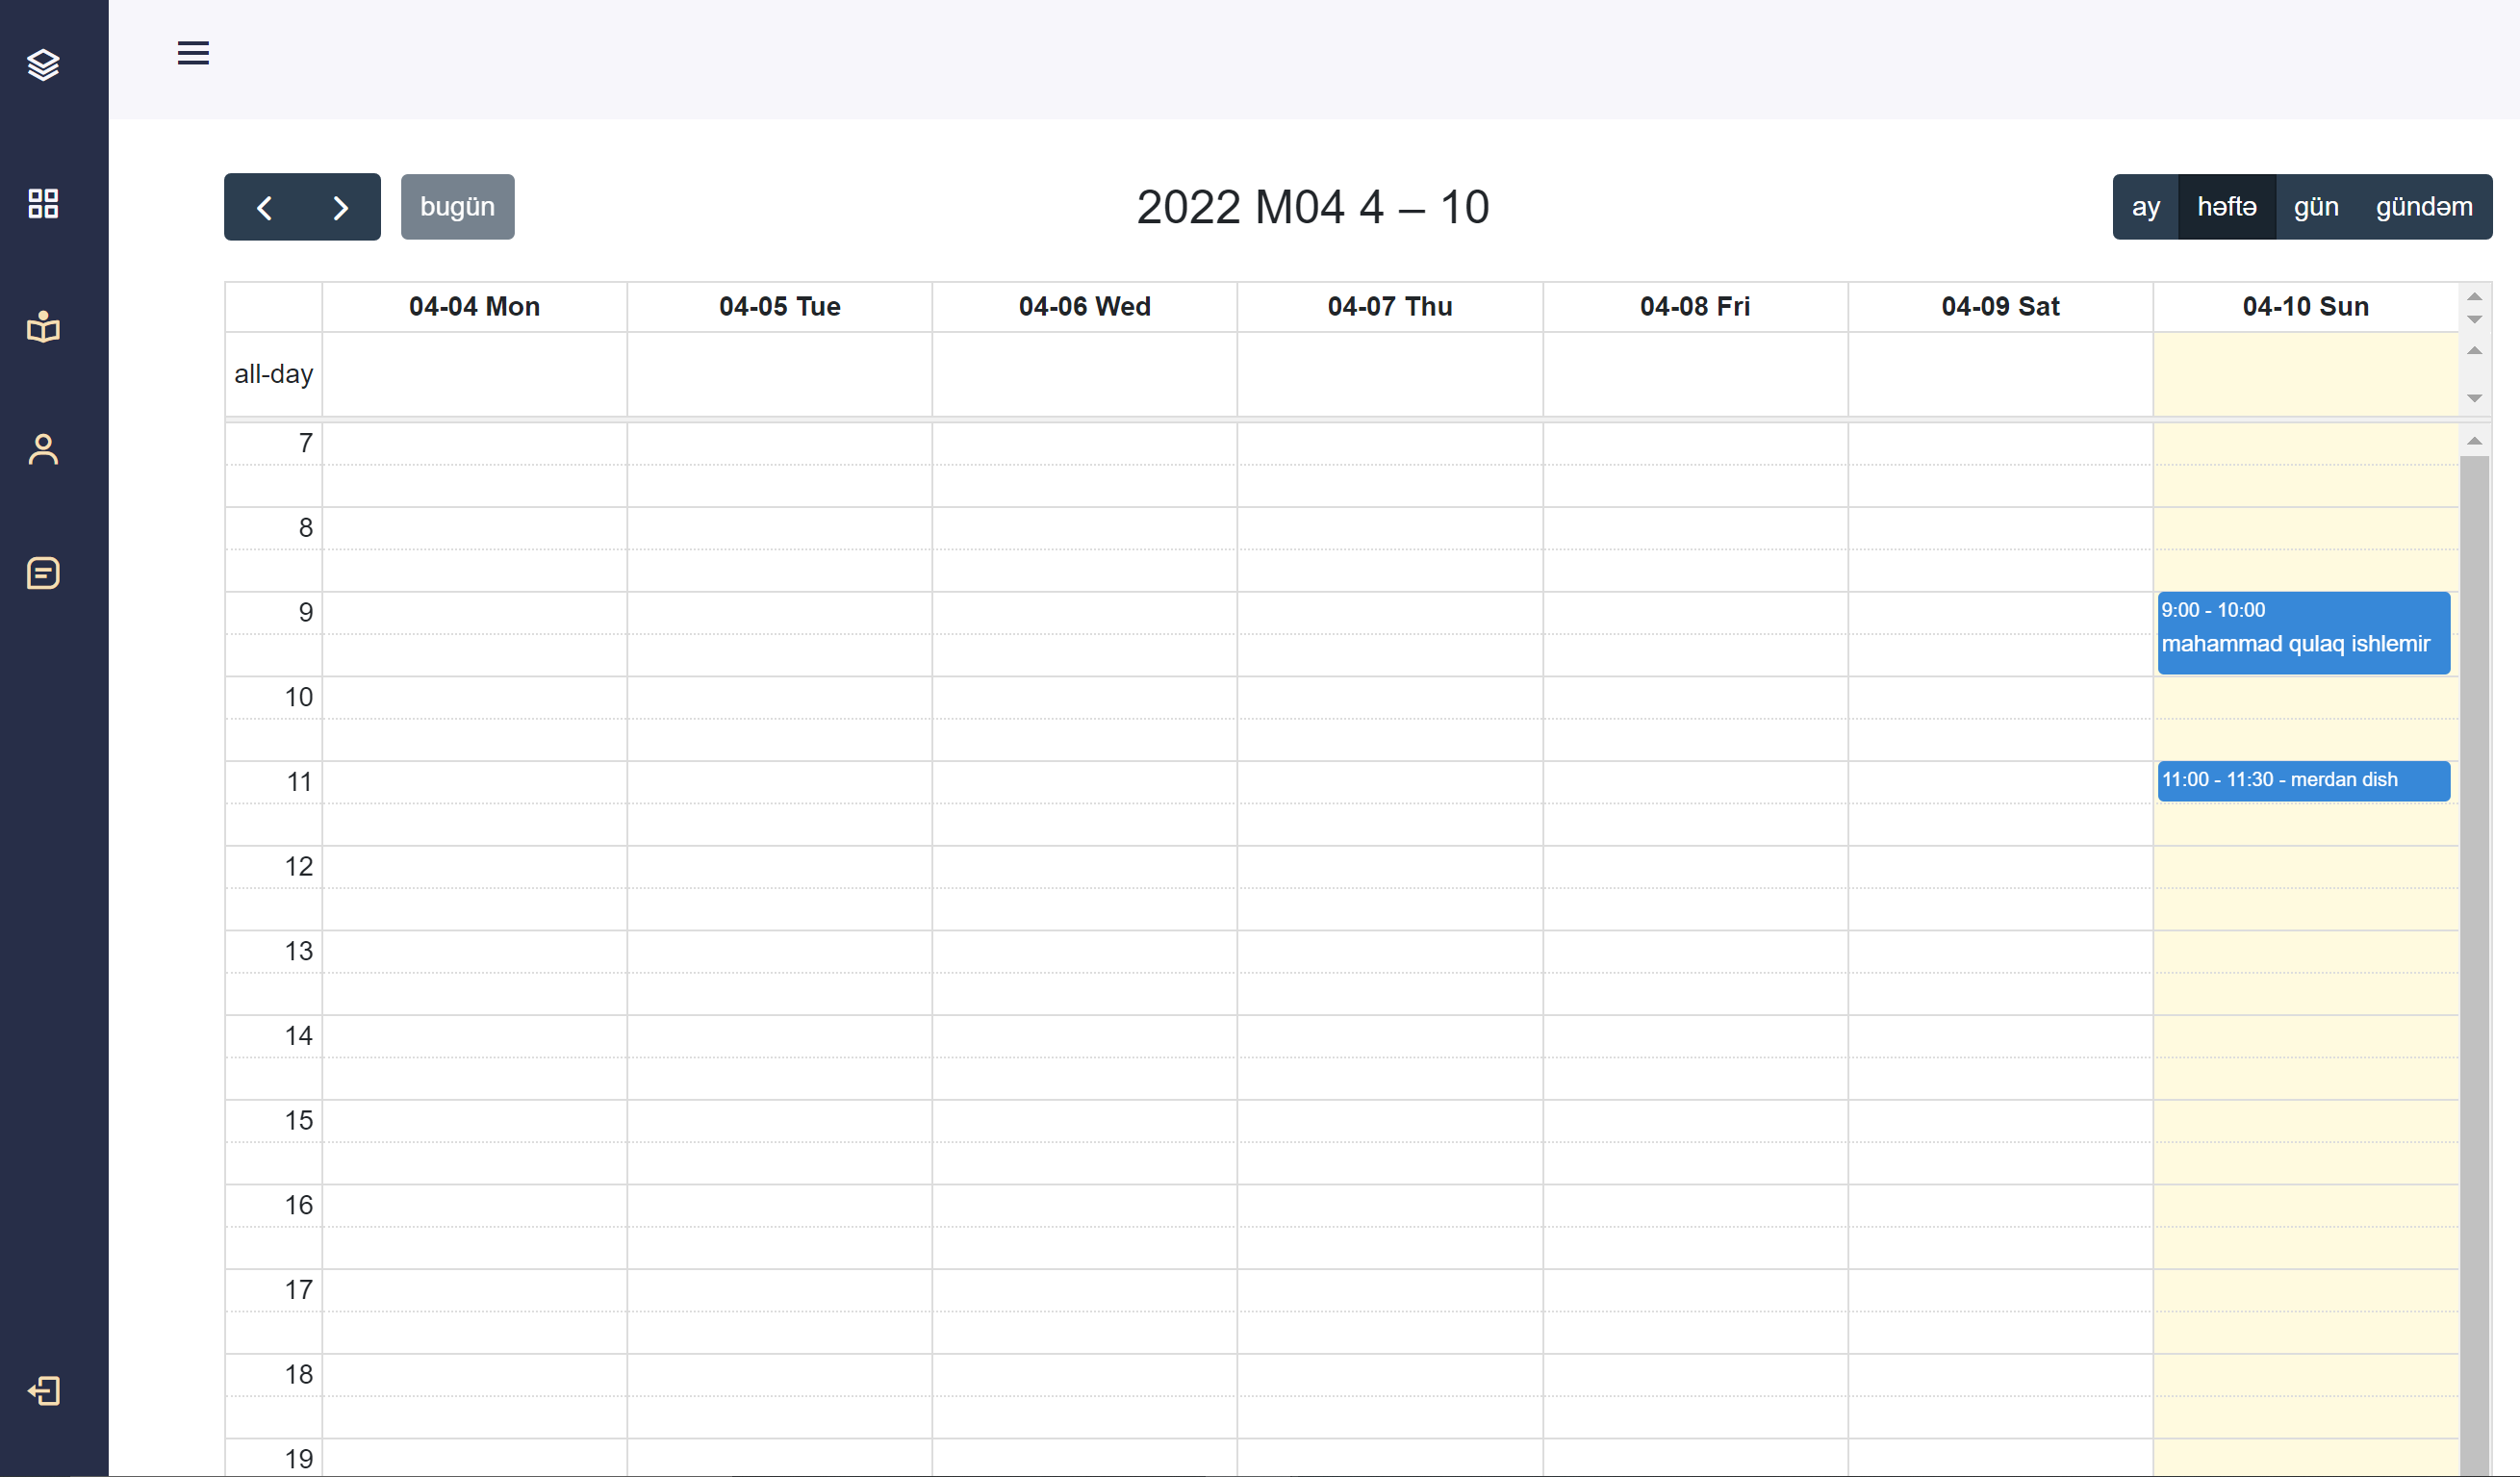 bugün
2022 M04 4 – 10
ay həftə gün gündəm
04-04 Mon 04-05 Tue 04-06 Wed 04-07 Thu 04-08 Fri 04-09 Sat 04-10 Sun
all-day
7
8
9
9:00 - 10:00
mahammad qulaq ishlemir
10
11
11:00 - 11:30 - merdan dish
12
13
14
15
16
17
18
19